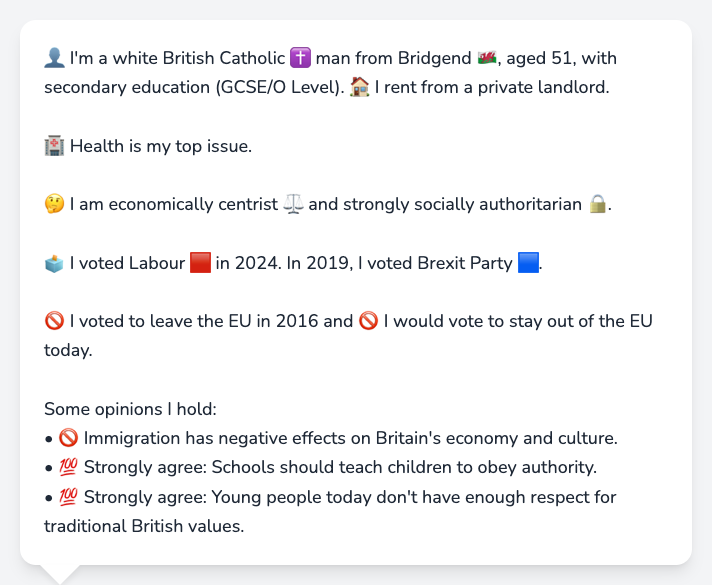 👤 I'm a white British Catholic ✝️ man from Bridgend 🏴󠁧󠁢󠁷󠁬󠁳󠁿, aged 51, with
secondary education (GCSE/O Level). 🏠 I rent from a private landlord.
🏥 Health is my top issue.
🤔 I am economically centrist ⚖️ and strongly socially authoritarian 🔒.
🗳️ I voted Labour 🟥 in 2024. In 2019, I voted Brexit Party 🟦.
🚫 I voted to leave the EU in 2016 and 🚫 I would vote to stay out of the EU
today.
Some opinions I hold:
• 🚫 Immigration has negative effects on Britain's economy and culture.
• 💯 Strongly agree: Schools should teach children to obey authority.
• 💯 Strongly agree: Young people today don't have enough respect for
traditional British values.